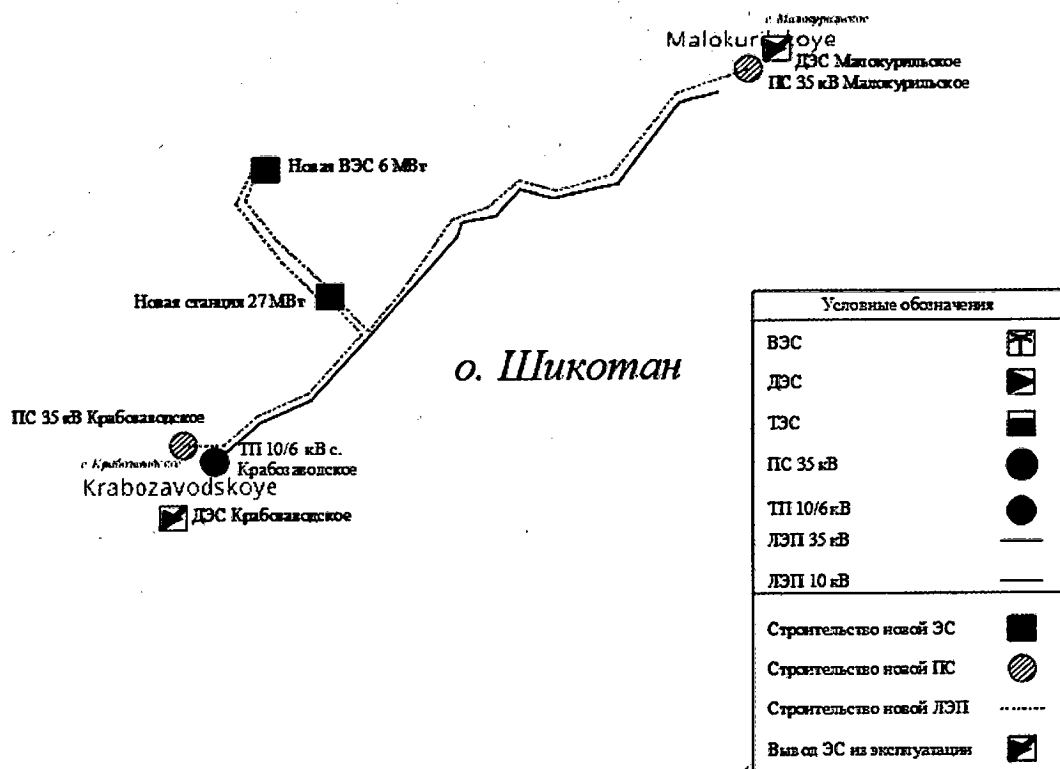 с. Малокурильское
Malokurilskoye
ДЭС Малокурильское
ПС 35 кВ Малокурильское
Новая ВЭС 6 МВт
Новая станция 27 МВт
о. Шикотан
ПС 35 кВ Крабозаводское
ТП 10/6 кВ с.
Крабозаводское
с. Крабозаводское
Krabozavodskoye
ДЭС Крабозаводское
Условные обозначения
ВЭС
ДЭС
ТЭС
ПС 35 кВ
ТП 10/6 кВ
ЛЭП 35 кВ
ЛЭП 10 кВ
Строительство новой ЭС
Строительство новой ПС
Строительство новой ЛЭП
Вывод ЭС из эксплуатации